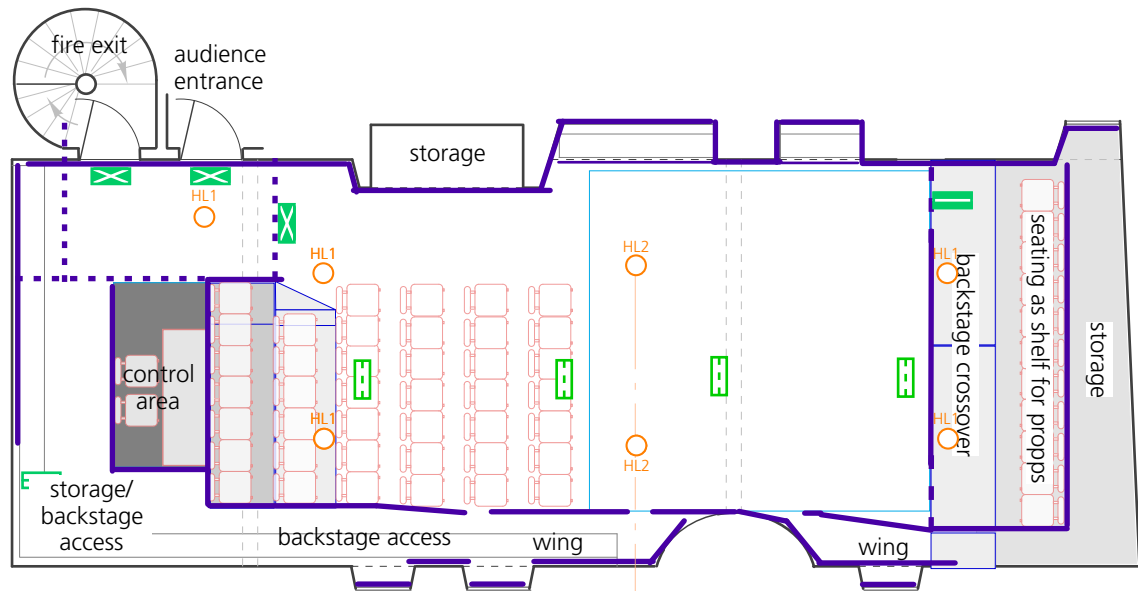 fire exit
audience
entrance
storage
HL1
HL1
HL2
HL1
backstage crossover
seating as shelf for propps
storage
control
area
HL1
HL2
HL1
storage/
backstage
access
backstage access
wing
wing